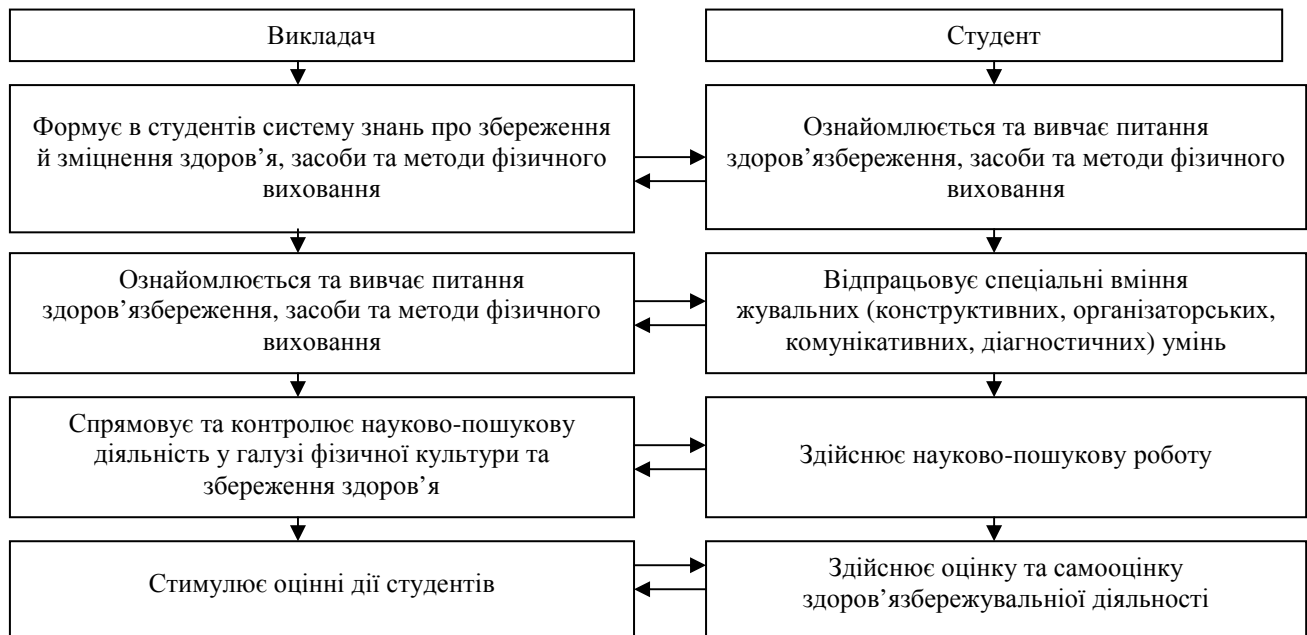 Викладач
Студент
Формує в студентів систему знань про збереження
й зміцнення здоров’я, засоби та методи фізичного
виховання
Ознайомлюється та вивчає питання
здоров’язбереження, засоби та методи фізичного
виховання
Ознайомлюється та вивчає питання
здоров’язбереження, засоби та методи фізичного
виховання
Відпрацьовує спеціальні вміння
жувальних (конструктивних, організаторських,
комунікативних, діагностичних) умінь
Спрямовує та контролює науково-пошукову
діяльність у галузі фізичної культури та
збереження здоров’я
Здійснює науково-пошукову роботу
Стимулює оцінні дії студентів
Здійснює оцінку та самооцінку
здоров’язбережувальніої діяльності